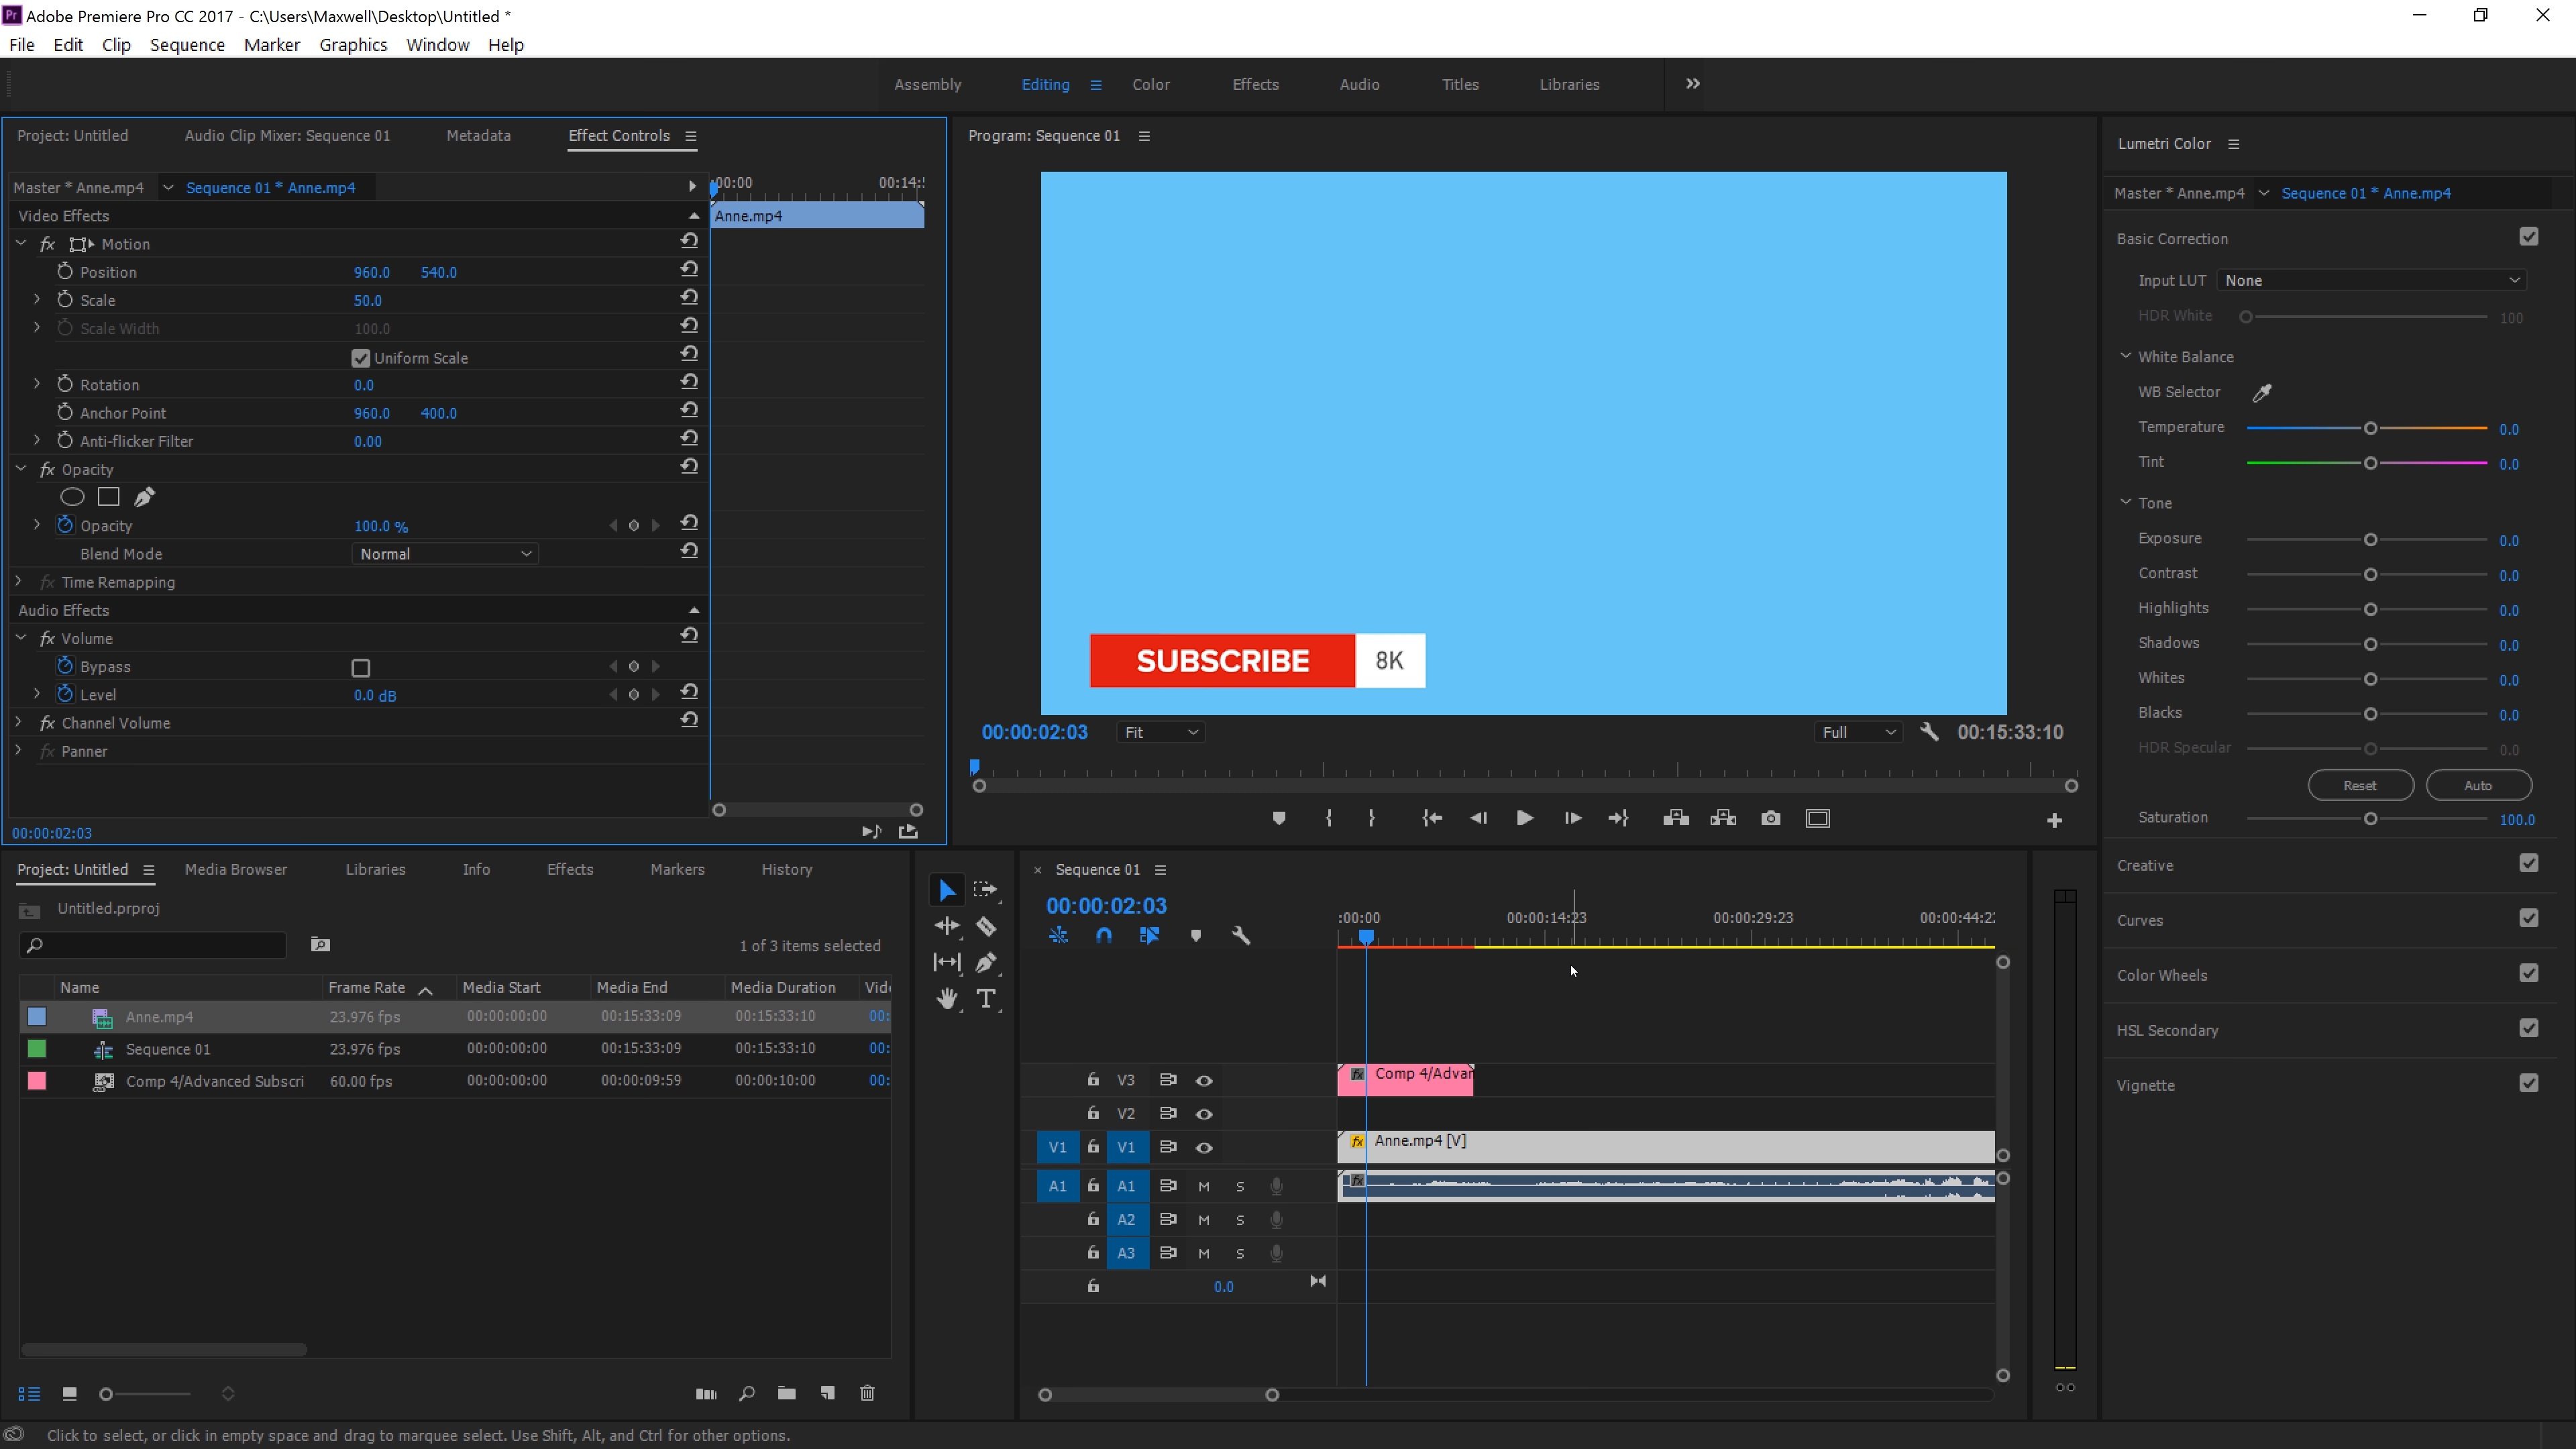 Adobe Premiere Pro CC 2017 - C:\Users\Maxwell\Desktop\Untitled *
File Edit Clip Sequence Marker Graphics Window Help
Assembly Editing Color Effects Audio Titles Libraries
Project: Untitled Audio Clip Mixer: Sequence 01 Metadata Effect Controls
Master * Anne.mp4 Sequence 01 * Anne.mp4
:00:00 00:14:
Video Effects
Anne.mp4
fx Motion
Position 960.0 540.0
Scale 50.0
Scale Width 100.0
Uniform Scale
Rotation 0.0
Anchor Point 960.0 400.0
Anti-flicker Filter 0.00
fx Opacity
Opacity 100.0 %
Blend Mode Normal
fx Time Remapping
Audio Effects
fx Volume
Bypass
Level 0.0 dB
fx Channel Volume
fx Panner
00:00:02:03
Program: Sequence 01
SUBSCRIBE 8K
00:00:02:03 Fit Full 00:15:33:10
Lumetri Color
Master * Anne.mp4 Sequence 01 * Anne.mp4
Basic Correction
Input LUT None
HDR White 100
White Balance
WB Selector
Temperature 0.0
Tint 0.0
Tone
Exposure 0.0
Contrast 0.0
Highlights 0.0
Shadows 0.0
Whites 0.0
Blacks 0.0
HDR Specular 0.0
Reset Auto
Saturation 100.0
Creative
Curves
Color Wheels
HSL Secondary
Vignette
Project: Untitled Media Browser Libraries Info Effects Markers History
Untitled.prproj
1 of 3 items selected
Name Frame Rate Media Start Media End Media Duration Vid
Anne.mp4 23.976 fps 00:00:00:00 00:15:33:09 00:15:33:10 00:
Sequence 01 23.976 fps 00:00:00:00 00:15:33:09 00:15:33:10 00:
Comp 4/Advanced Subscri 60.00 fps 00:00:00:00 00:00:09:59 00:00:10:00 00:
Sequence 01
00:00:02:03
:00:00 00:00:14:23 00:00:29:23 00:00:44:2
V3 fx Comp 4/Advan
V2
V1 V1 fx Anne.mp4 [V]
A1 A1 M S fx
A2 M S
A3 M S
0.0
Click to select, or click in empty space and drag to marquee select. Use Shift, Alt, and Ctrl for other options.